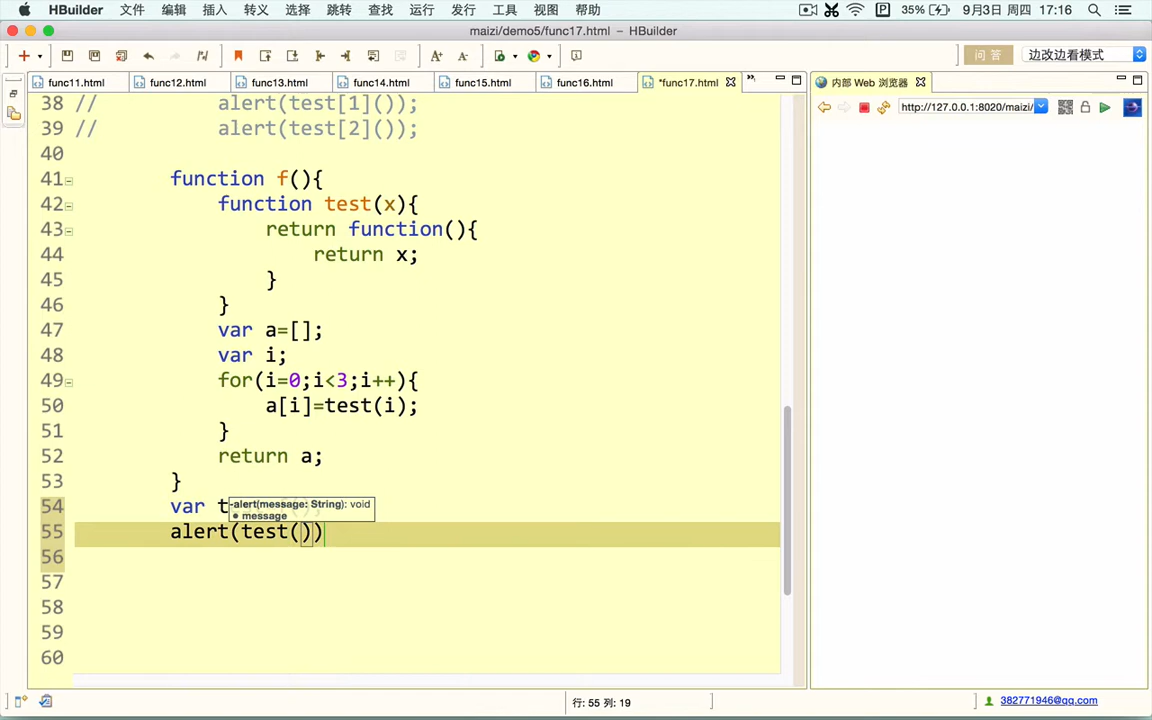 HBuilder 文件 编辑 插入 转义 选择 跳转 查找 运行 发行 工具 视图 帮助 35% 9月3日 周四 17:16
maizi/demo5/func17.html – HBuilder
问 答 边改边看模式
func11.html func12.html func13.html func14.html func15.html func16.html *func17.html 内部 Web 浏览器
http://127.0.0.1:8020/maizi/
38 // alert(test[1]());
39 // alert(test[2]());
40
41 function f(){
42 function test(x){
43 return function(){
44 return x;
45 }
46 }
47 var a=[];
48 var i;
49 for(i=0;i<3;i++){
50 a[i]=test(i);
51 }
52 return a;
53 }
54 var t
alert(message: String): void
• message
55 alert(test())
56
57
58
59
60
行: 55 列: 19
382771946@qq.com